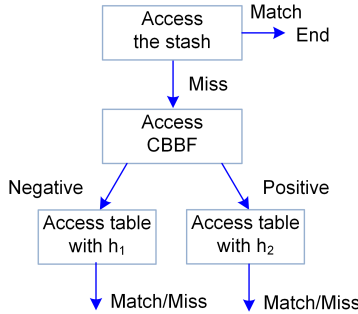 Access
the stash
Match
End
Miss
Access
CBBF
Negative
Positive
Access table
with h₁
Access table
with h₂
Match/Miss
Match/Miss